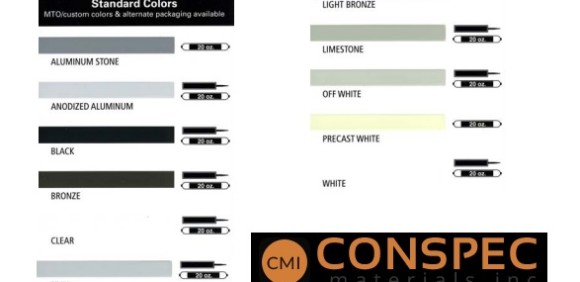 Standard Colors
MTO/custom colors & alternate packaging available
20 oz.
ALUMINUM STONE
20 oz.
ANODIZED ALUMINUM
20 oz.
BLACK
20 oz.
BRONZE
CLEAR
20 oz.
LIGHT BRONZE
20 oz.
LIMESTONE
20 oz.
OFF WHITE
20 oz.
PRECAST WHITE
20 oz.
WHITE
CMI
CONSPEC
materials inc